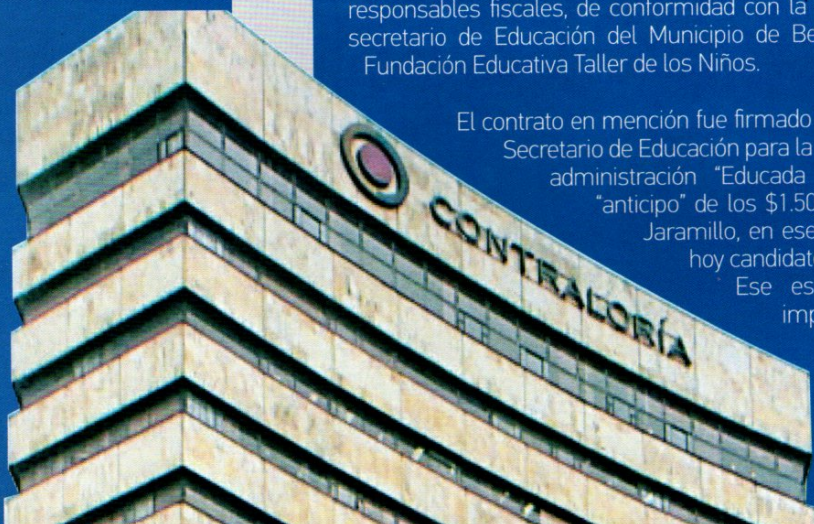 responsables fiscales, de conformidad con la
secretario de Educación del Municipio de Be
Fundación Educativa Taller de los Niños.
El contrato en mención fue firmado
Secretario de Educación para la
administración "Educada
"anticipo" de los $1.50
Jaramillo, en ese
hoy candidato
Ese es
imp
CONTRALORÍA